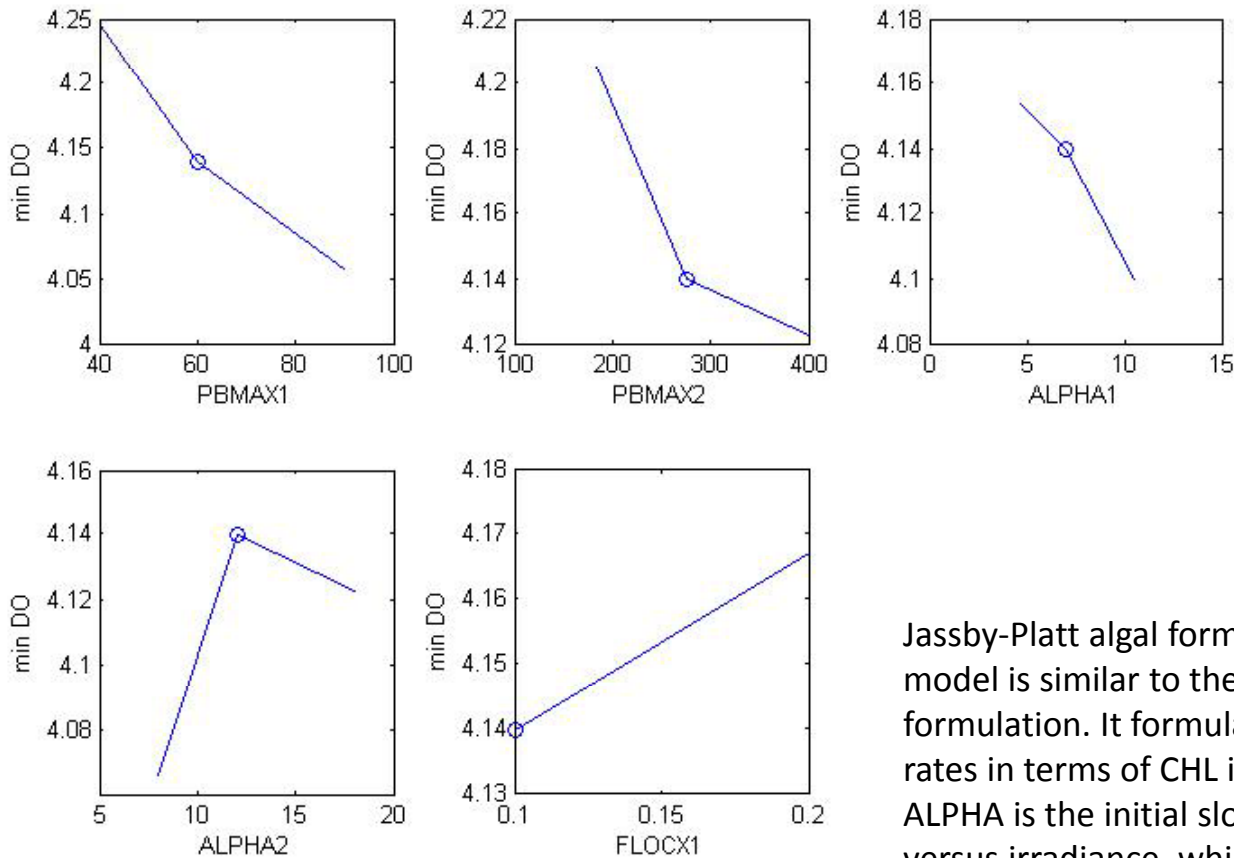 4.25
4.2
4.15
4.1
4.05
4
min DO
40 60 80 100
PBMAX1
4.22
4.2
4.18
4.16
4.14
4.12
min DO
100 200 300 400
PBMAX2
4.18
4.16
4.14
4.12
4.1
4.08
min DO
0 5 10 15
ALPHA1
4.16
4.14
4.12
4.1
4.08
min DO
5 10 15 20
ALPHA2
4.18
4.17
4.16
4.15
4.14
4.13
min DO
0.1 0.15 0.2
FLOCX1
Jassby-Platt algal form
model is similar to the
formulation. It formula
rates in terms of CHL i
ALPHA is the initial slo
versus irradiance, whi